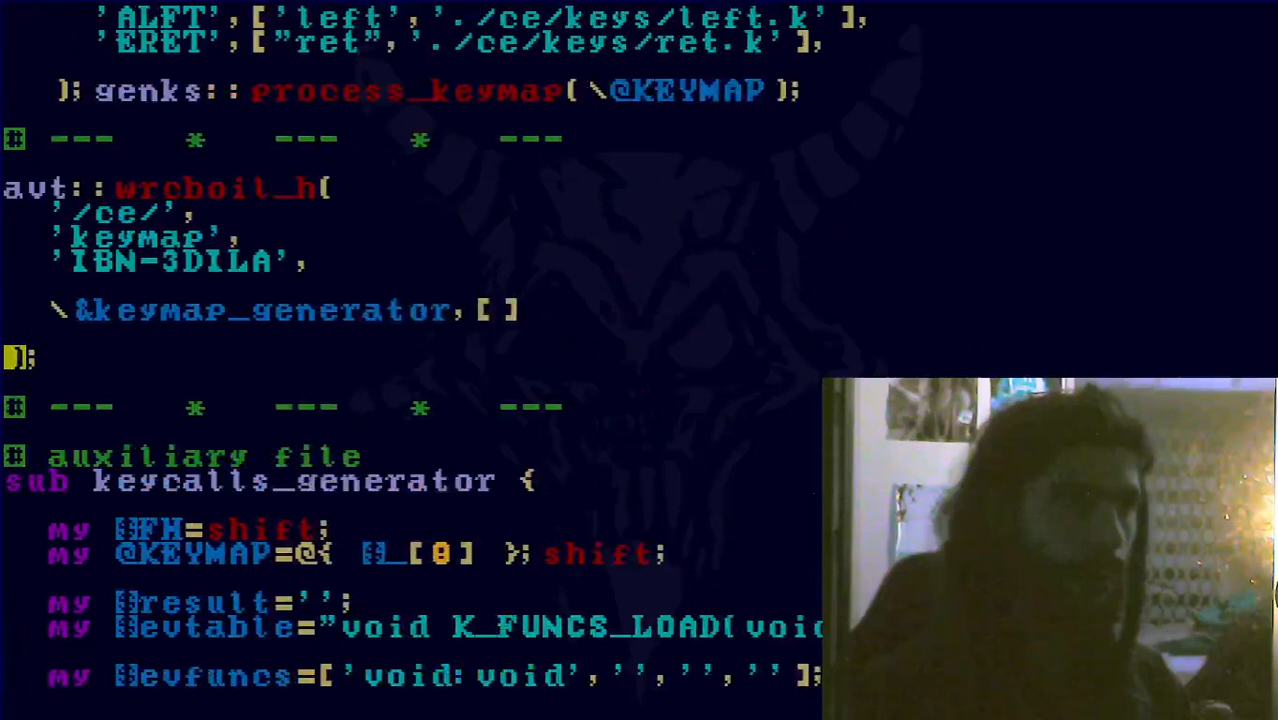 'ALFT',['left','./ce/keys/left.k'],
'ERET',["ret",'./ce/keys/ret.k'],
); genks::process_keymap(\@KEYMAP);
# --- * --- * ---
avt::wrcboil_h(
'/ce/',
'keymap',
'IBN-3DILA',
\&keymap_generator,[]
);
# --- * --- * ---
# auxiliary file
sub keycalls_generator {
my $FH=shift;
my @KEYMAP=@{ $_[0] }; shift;
my $result='';
my $evtable="void K_FUNCS_LOAD(void
my $evfuncs=['void:void','','',''];